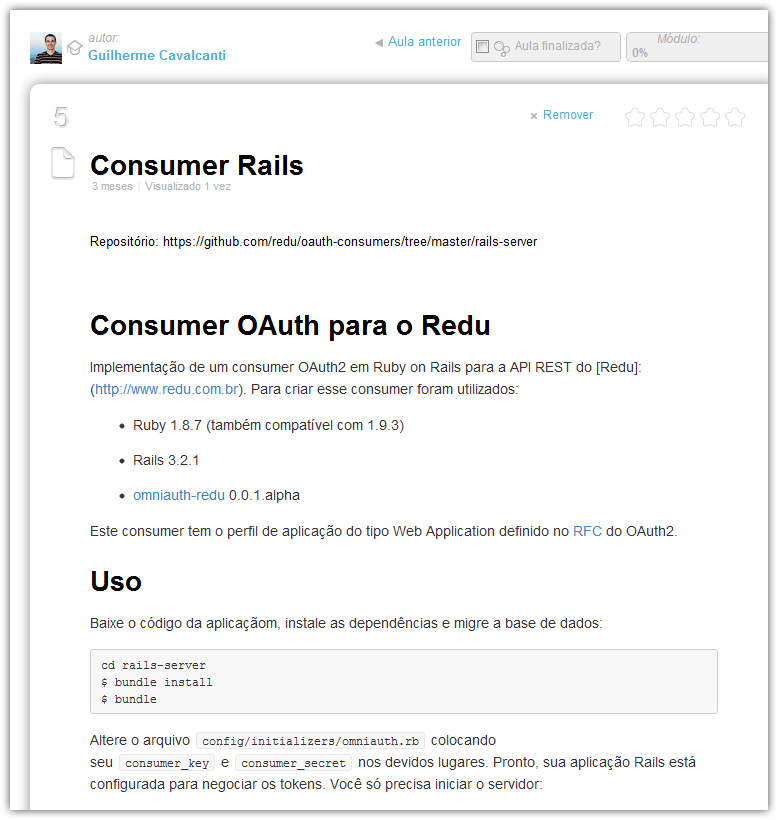 autor:
Guilherme Cavalcanti
Aula anterior
Aula finalizada?
Módulo:
0%
5
Remover
Consumer Rails
3 meses | Visualizado 1 vez
Repositório: https://github.com/redu/oauth-consumers/tree/master/rails-server
Consumer OAuth para o Redu
Implementação de um consumer OAuth2 em Ruby on Rails para a API REST do [Redu]:
(http://www.redu.com.br). Para criar esse consumer foram utilizados:
• Ruby 1.8.7 (também compatível com 1.9.3)
• Rails 3.2.1
• omniauth-redu 0.0.1.alpha
Este consumer tem o perfil de aplicação do tipo Web Application definido no RFC do OAuth2.
Uso
Baixe o código da aplicaçãom, instale as dependências e migre a base de dados:
cd rails-server
$ bundle install
$ bundle
Altere o arquivo config/initializers/omniauth.rb colocando
seu consumer_key e consumer_secret nos devidos lugares. Pronto, sua aplicação Rails está
configurada para negociar os tokens. Você só precisa iniciar o servidor: